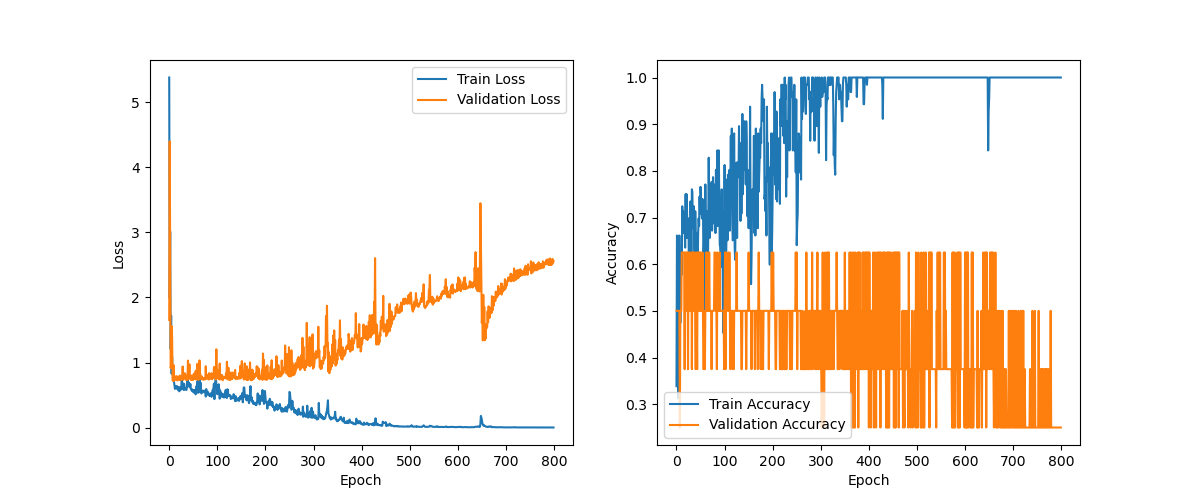 Train Loss
Validation Loss
5
4
3
2
1
0
Loss
0 100 200 300 400 500 600 700 800
Epoch
1.0
0.9
0.8
0.7
0.6
0.5
0.4
0.3
Accuracy
Train Accuracy
Validation Accuracy
0 100 200 300 400 500 600 700 800
Epoch